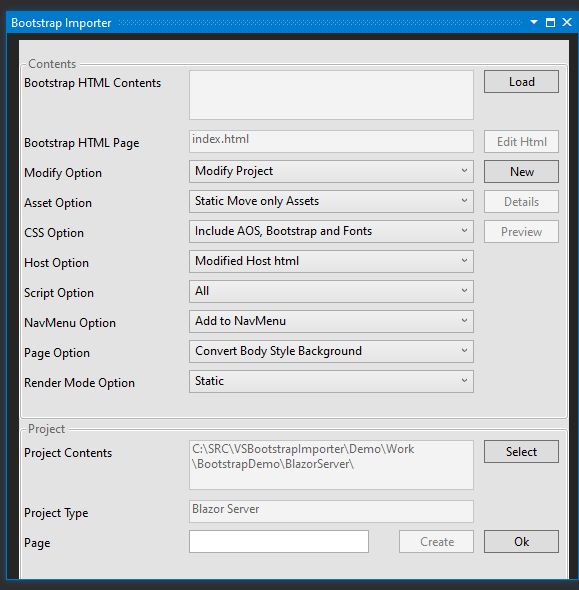 Bootstrap Importer
Contents
Bootstrap HTML Contents
Load
Bootstrap HTML Page
index.html
Edit Html
Modify Option
Modify Project
New
Asset Option
Static Move only Assets
Details
CSS Option
Include AOS, Bootstrap and Fonts
Preview
Host Option
Modified Host html
Script Option
All
NavMenu Option
Add to NavMenu
Page Option
Convert Body Style Background
Render Mode Option
Static
Project
Project Contents
C:\SRC\VSBootstrapImporter\Demo\Work
\BootstrapDemo\BlazorServer\
Select
Project Type
Blazor Server
Page
Create
Ok